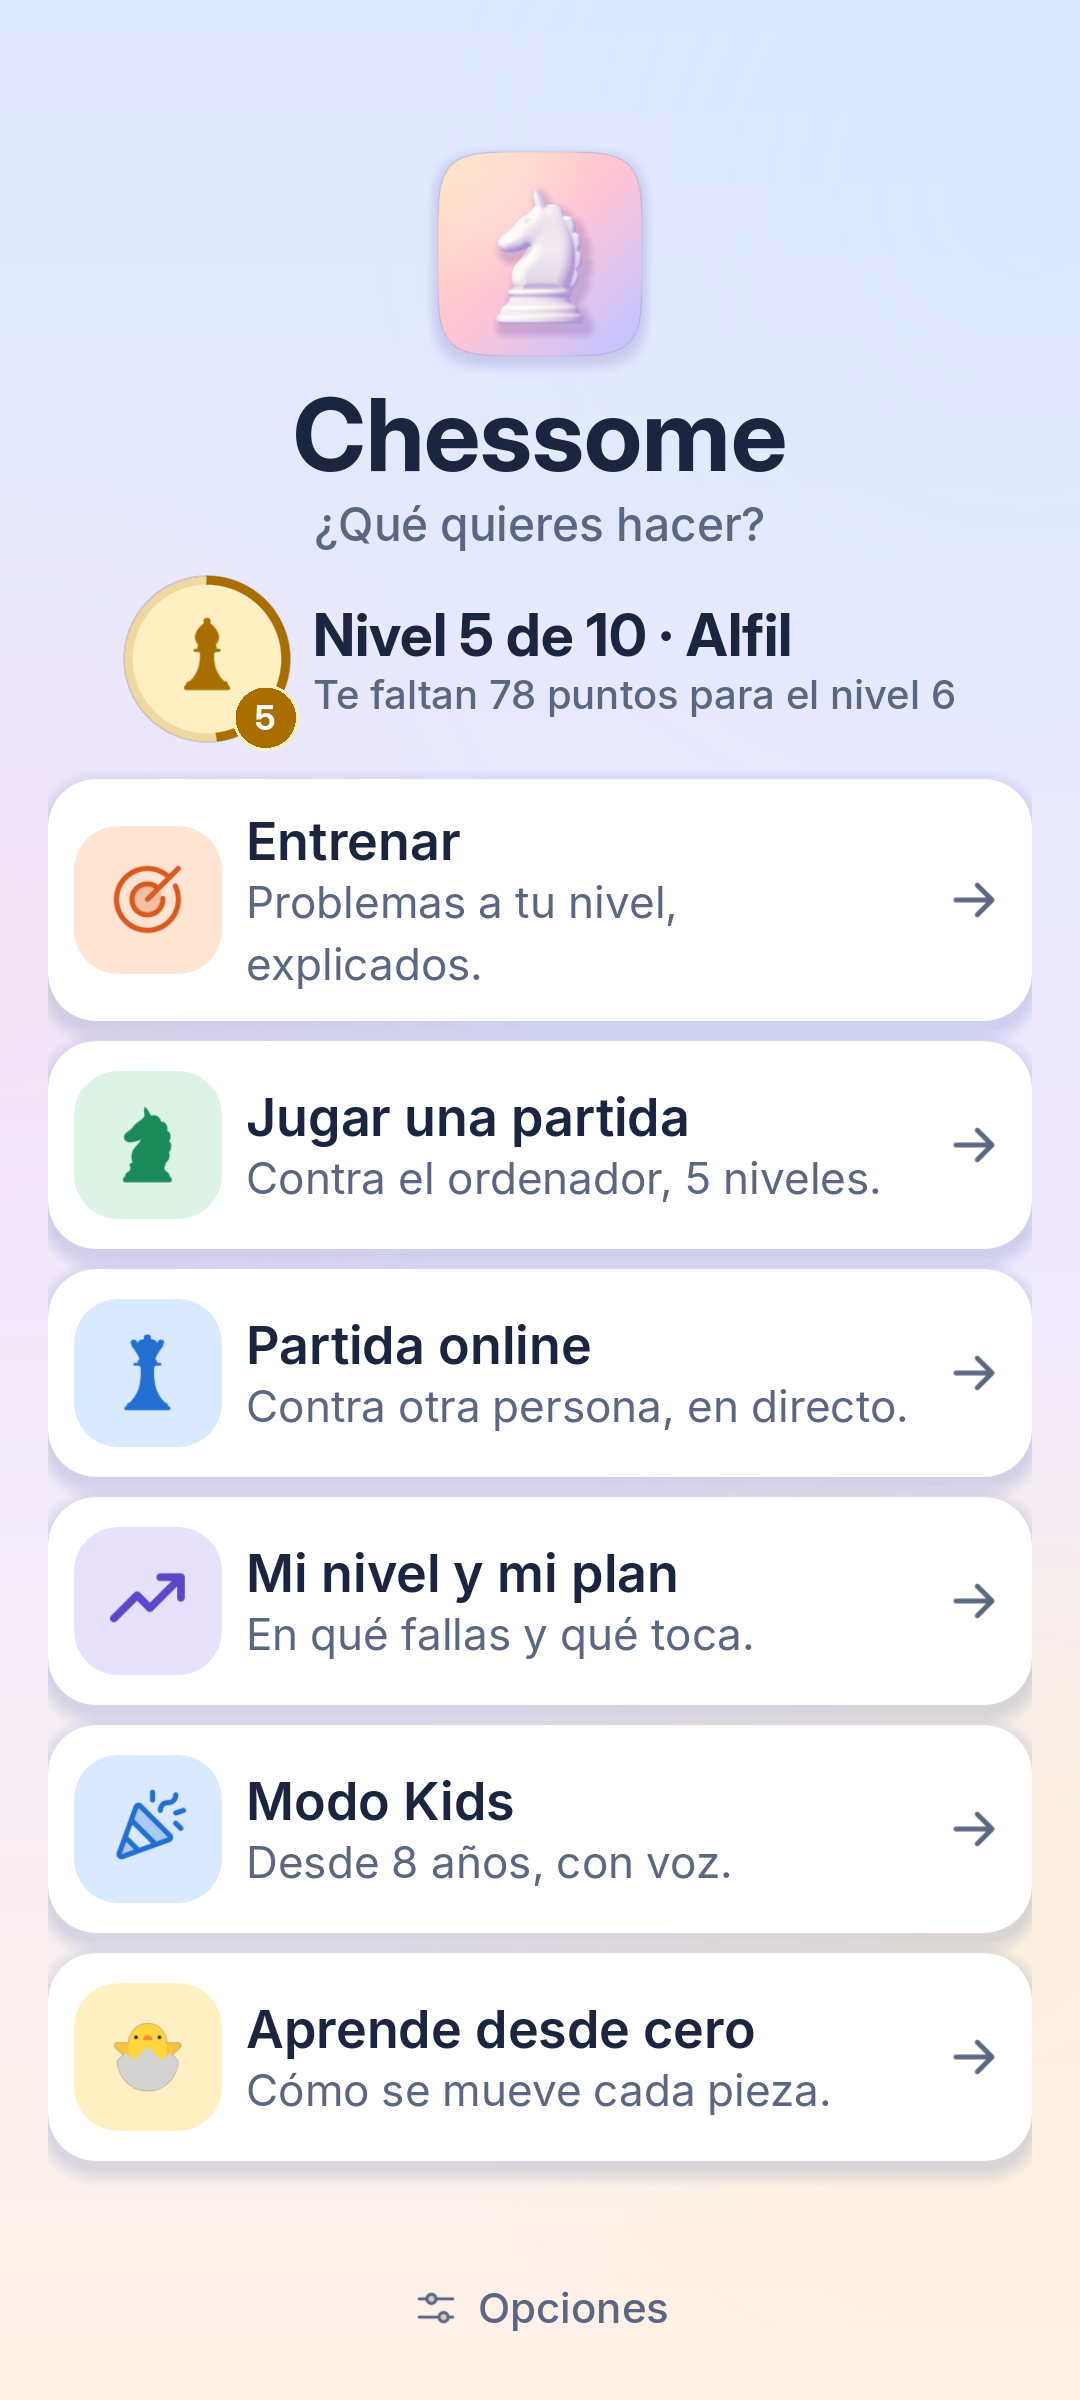 Chessome
¿Qué quieres hacer?
Nivel 5 de 10 · Alfil
5
Te faltan 78 puntos para el nivel 6
Entrenar
Problemas a tu nivel,
explicados.
Jugar una partida
Contra el ordenador, 5 niveles.
Partida online
Contra otra persona, en directo.
Mi nivel y mi plan
En qué fallas y qué toca.
Modo Kids
Desde 8 años, con voz.
Aprende desde cero
Cómo se mueve cada pieza.
Opciones